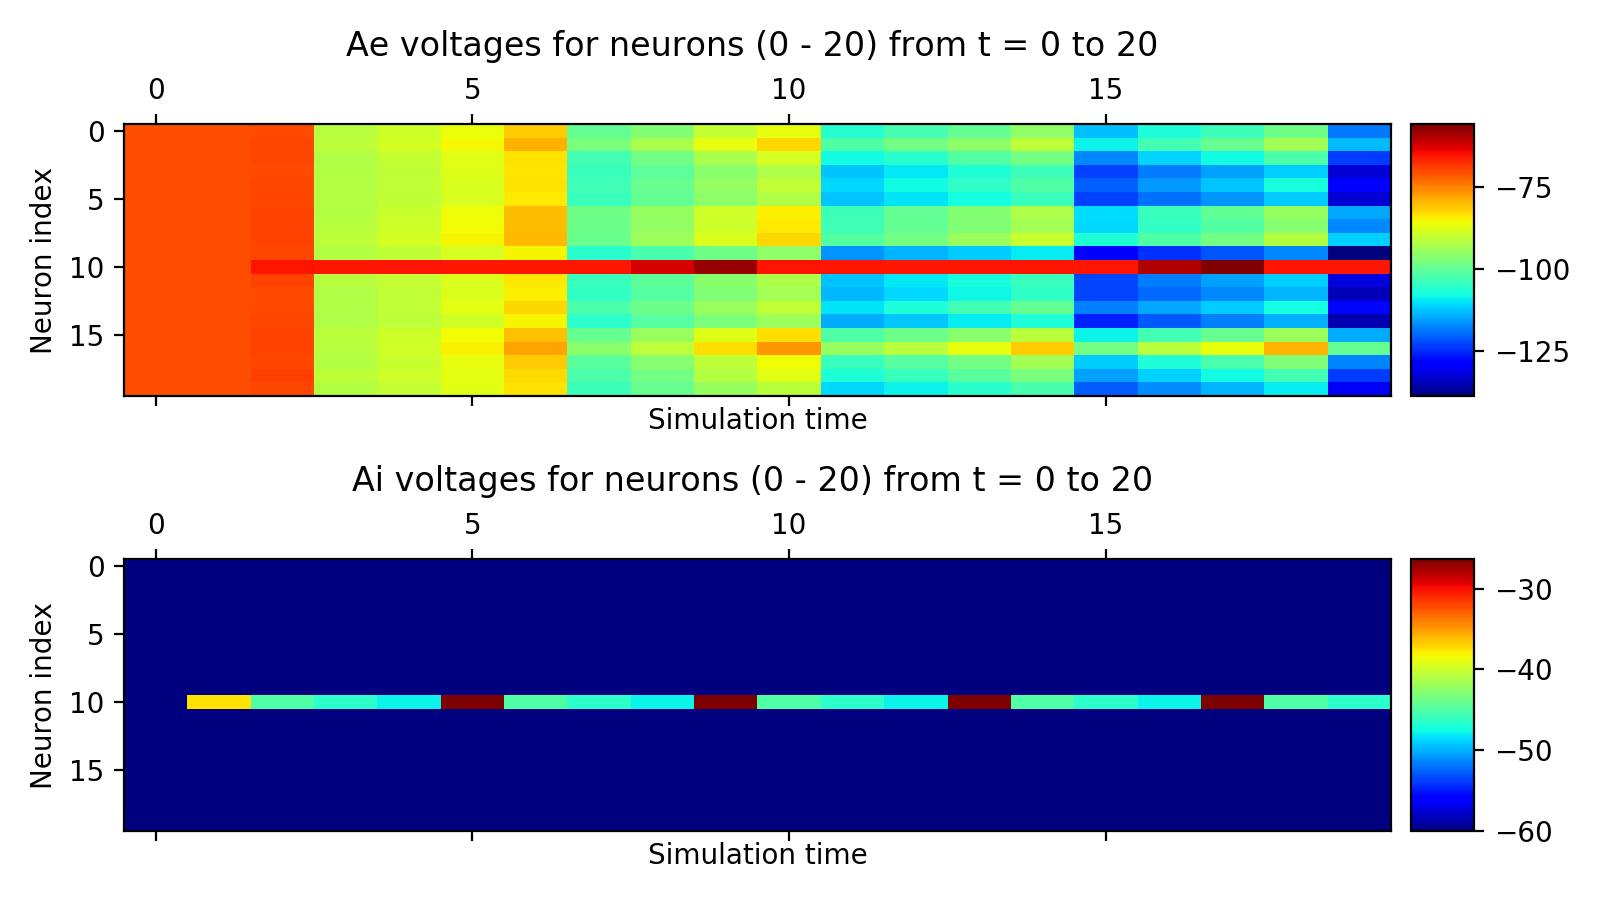 Ae voltages for neurons (0 - 20) from t = 0 to 20
0 5 10 15
Neuron index
0
5
10
15
−75
−100
−125
Simulation time
Ai voltages for neurons (0 - 20) from t = 0 to 20
0 5 10 15
Neuron index
0
5
10
15
−30
−40
−50
−60
Simulation time